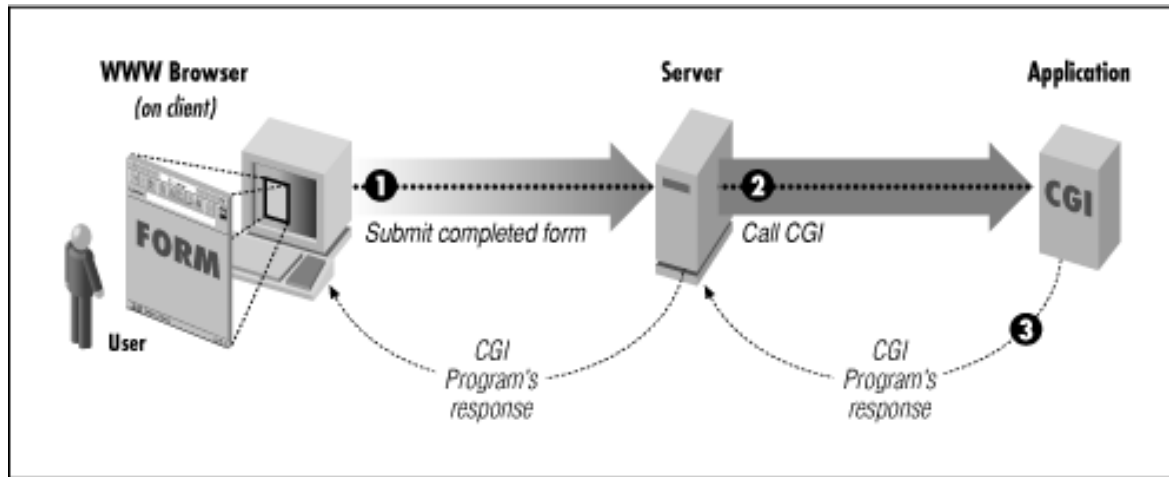 WWW Browser
(on client)
Server
Application
1
Submit completed form
2
Call CGI
CGI
FORM
User
CGI
Program's
response
3
CGI
Program's
response